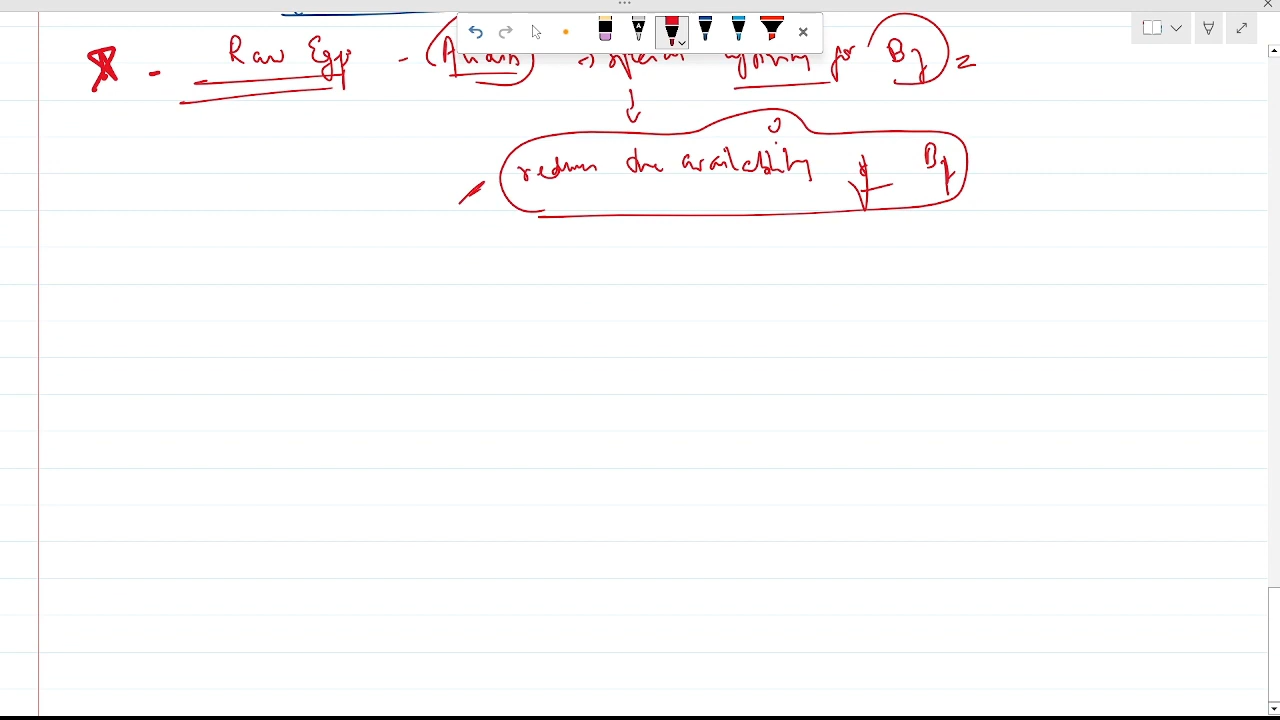 Raw Egg - (Avidin) → special affinity for B7 =
↓
reduces the availability of B7